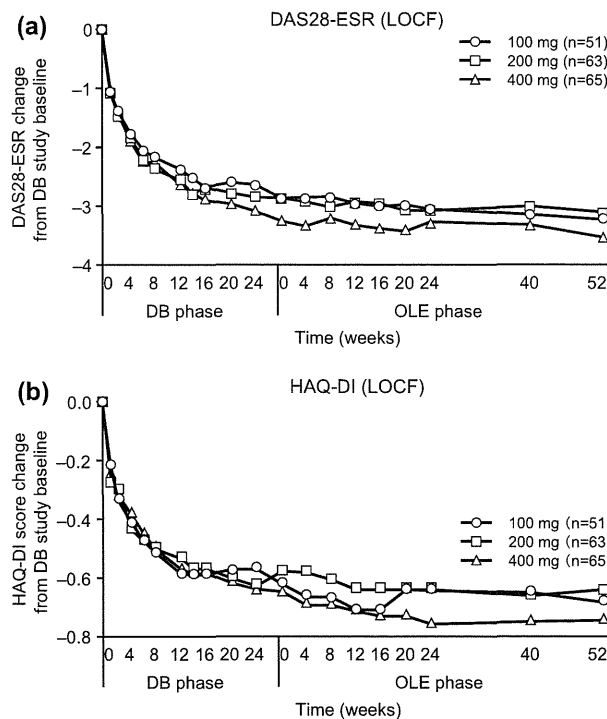 (a)
DAS28-ESR (LOCF)
100 mg (n=51)
200 mg (n=63)
400 mg (n=65)
DAS28-ESR change
from DB study baseline
0
–1
–2
–3
–4
0 4 8 12 16 20 24 0 4 8 12 16 20 24 40 52
DB phase OLE phase
Time (weeks)
(b)
HAQ-DI (LOCF)
100 mg (n=51
200 mg (n=63
400 mg (n=65
HAQ-DI score change
from DB study baseline
0.0
–0.2
–0.4
–0.6
–0.8
0 4 8 12 16 20 24 0 4 8 12 16 20 24 40 52
DB phase OLE phase
Time (weeks)